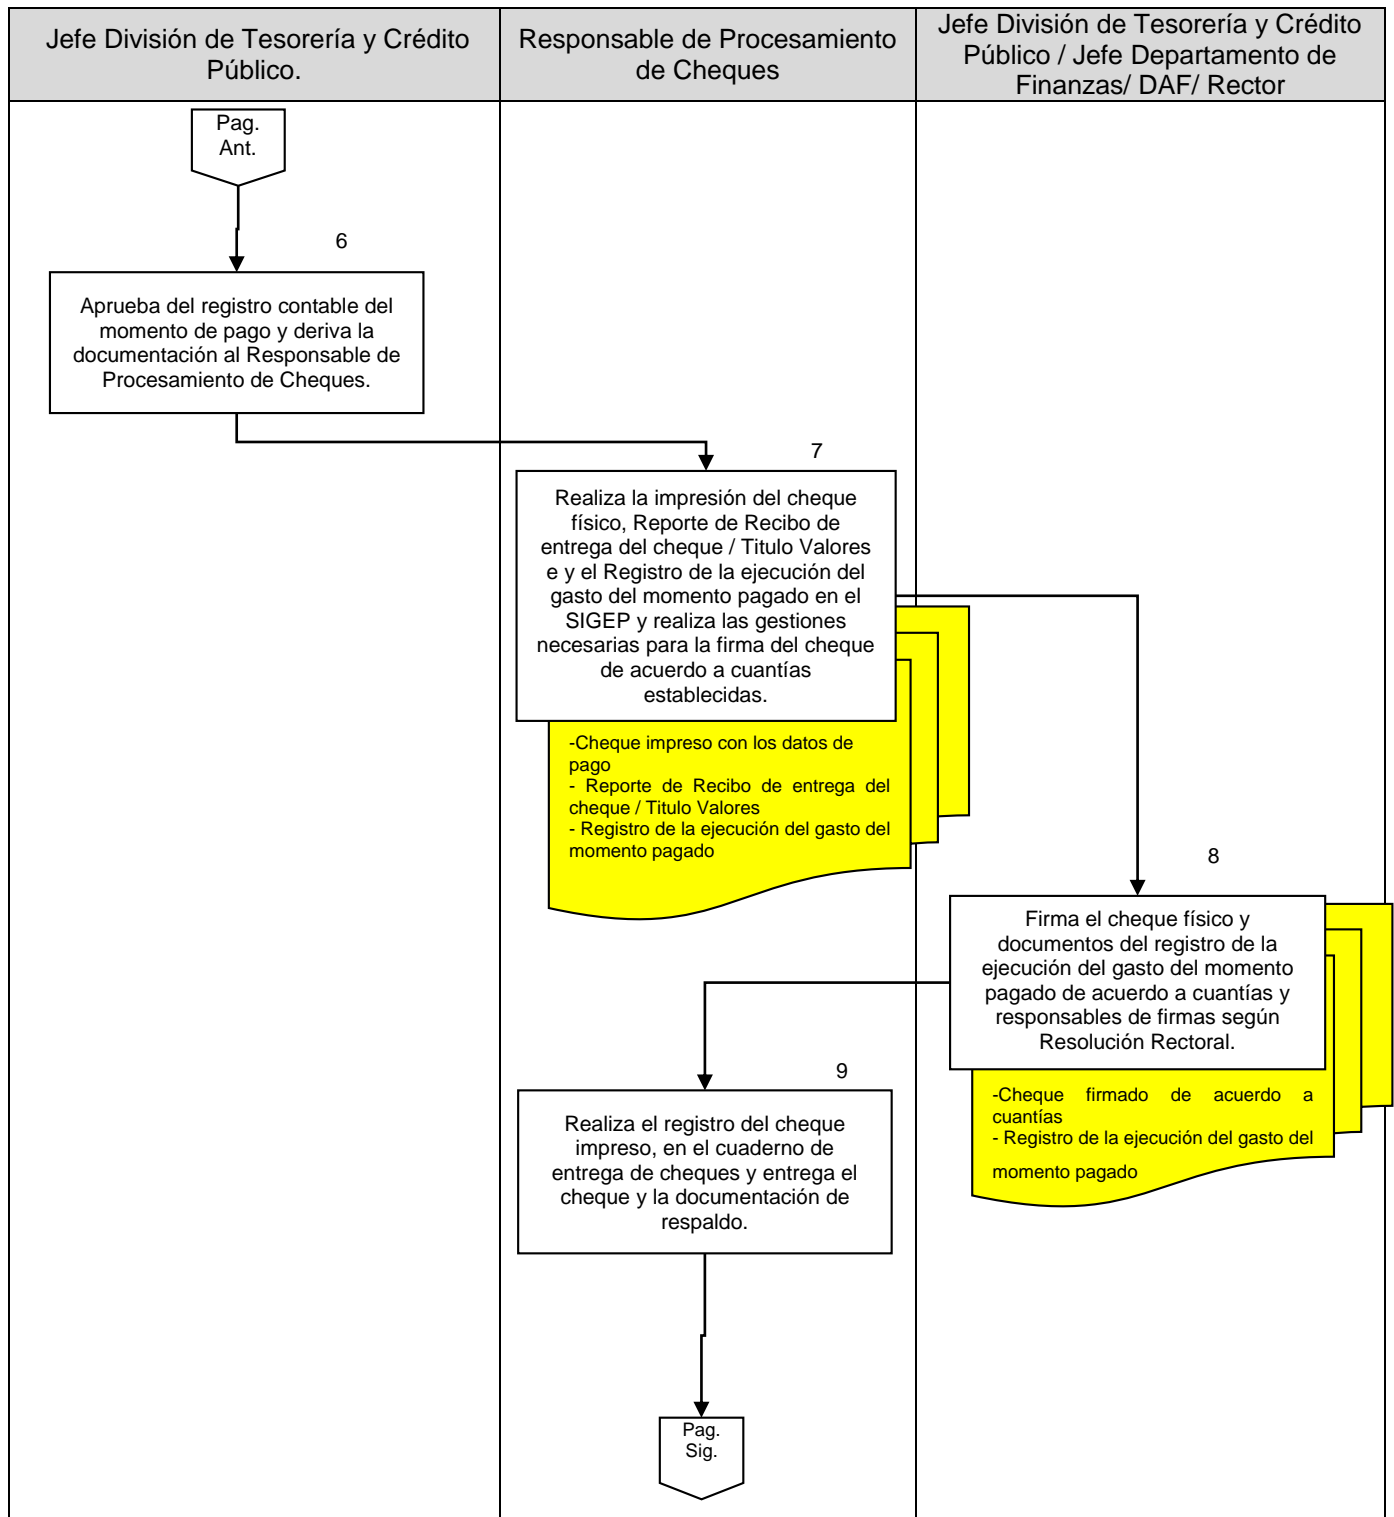 Jefe División de Tesorería y Crédito
Público.
Responsable de Procesamiento
de Cheques
Jefe División de Tesorería y Crédito
Público / Jefe Departamento de
Finanzas/ DAF/ Rector
Pag.
Ant.
6
Aprueba del registro contable del
momento de pago y deriva la
documentación al Responsable de
Procesamiento de Cheques.
7
Realiza la impresión del cheque
físico, Reporte de Recibo de
entrega del cheque / Titulo Valores
e y el Registro de la ejecución del
gasto del momento pagado en el
SIGEP y realiza las gestiones
necesarias para la firma del cheque
de acuerdo a cuantías
establecidas.
-Cheque impreso con los datos de
pago
- Reporte de Recibo de entrega del
cheque / Titulo Valores
- Registro de la ejecución del gasto del
momento pagado
8
Firma el cheque físico y
documentos del registro de la
ejecución del gasto del momento
pagado de acuerdo a cuantías y
responsables de firmas según
Resolución Rectoral.
-Cheque firmado de acuerdo a
cuantías
- Registro de la ejecución del gasto del
momento pagado
9
Realiza el registro del cheque
impreso, en el cuaderno de
entrega de cheques y entrega el
cheque y la documentación de
respaldo.
Pag.
Sig.